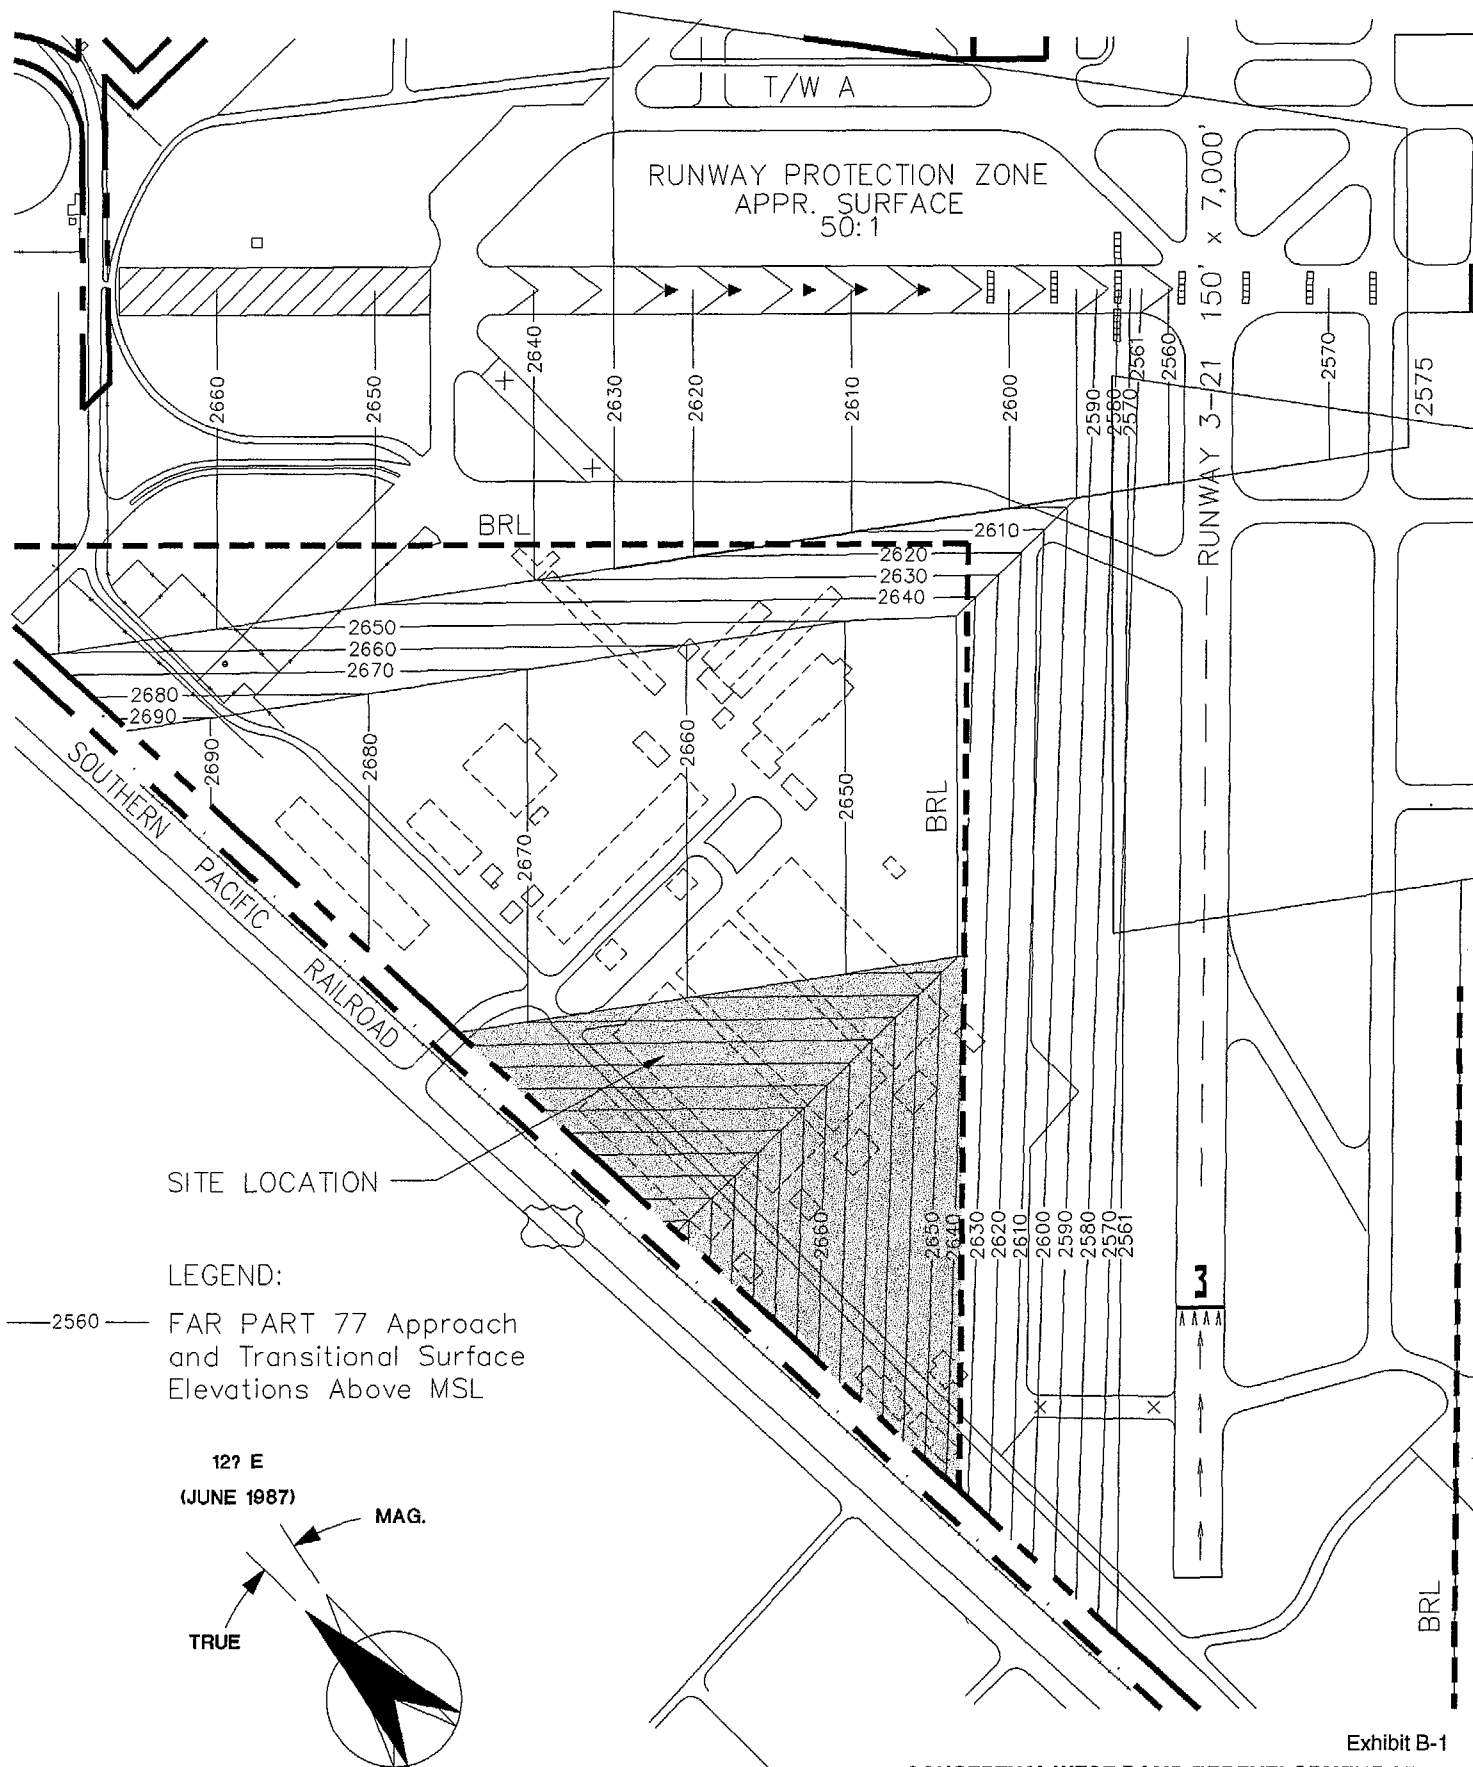 T/W A
RUNWAY PROTECTION ZONE
APPR. SURFACE
50:1
RUNWAY 3-21 150' x 7,000'
2660
2650
2640
2630
2620
2610
2600
2590
2580
2570
2561
2560
2570
2575
BRL
2610
2620
2630
2640
2650
2660
2670
2680
2690
2690
2680
2670
2660
2650
BRL
SOUTHERN PACIFIC RAILROAD
SITE LOCATION
2660
2650
2640
2630
2620
2610
2600
2590
2580
2570
2561
3
LEGEND:
2560
FAR PART 77 Approach
and Transitional Surface
Elevations Above MSL
12? E
(JUNE 1987)
MAG.
TRUE
BRL
Exhibit B-1